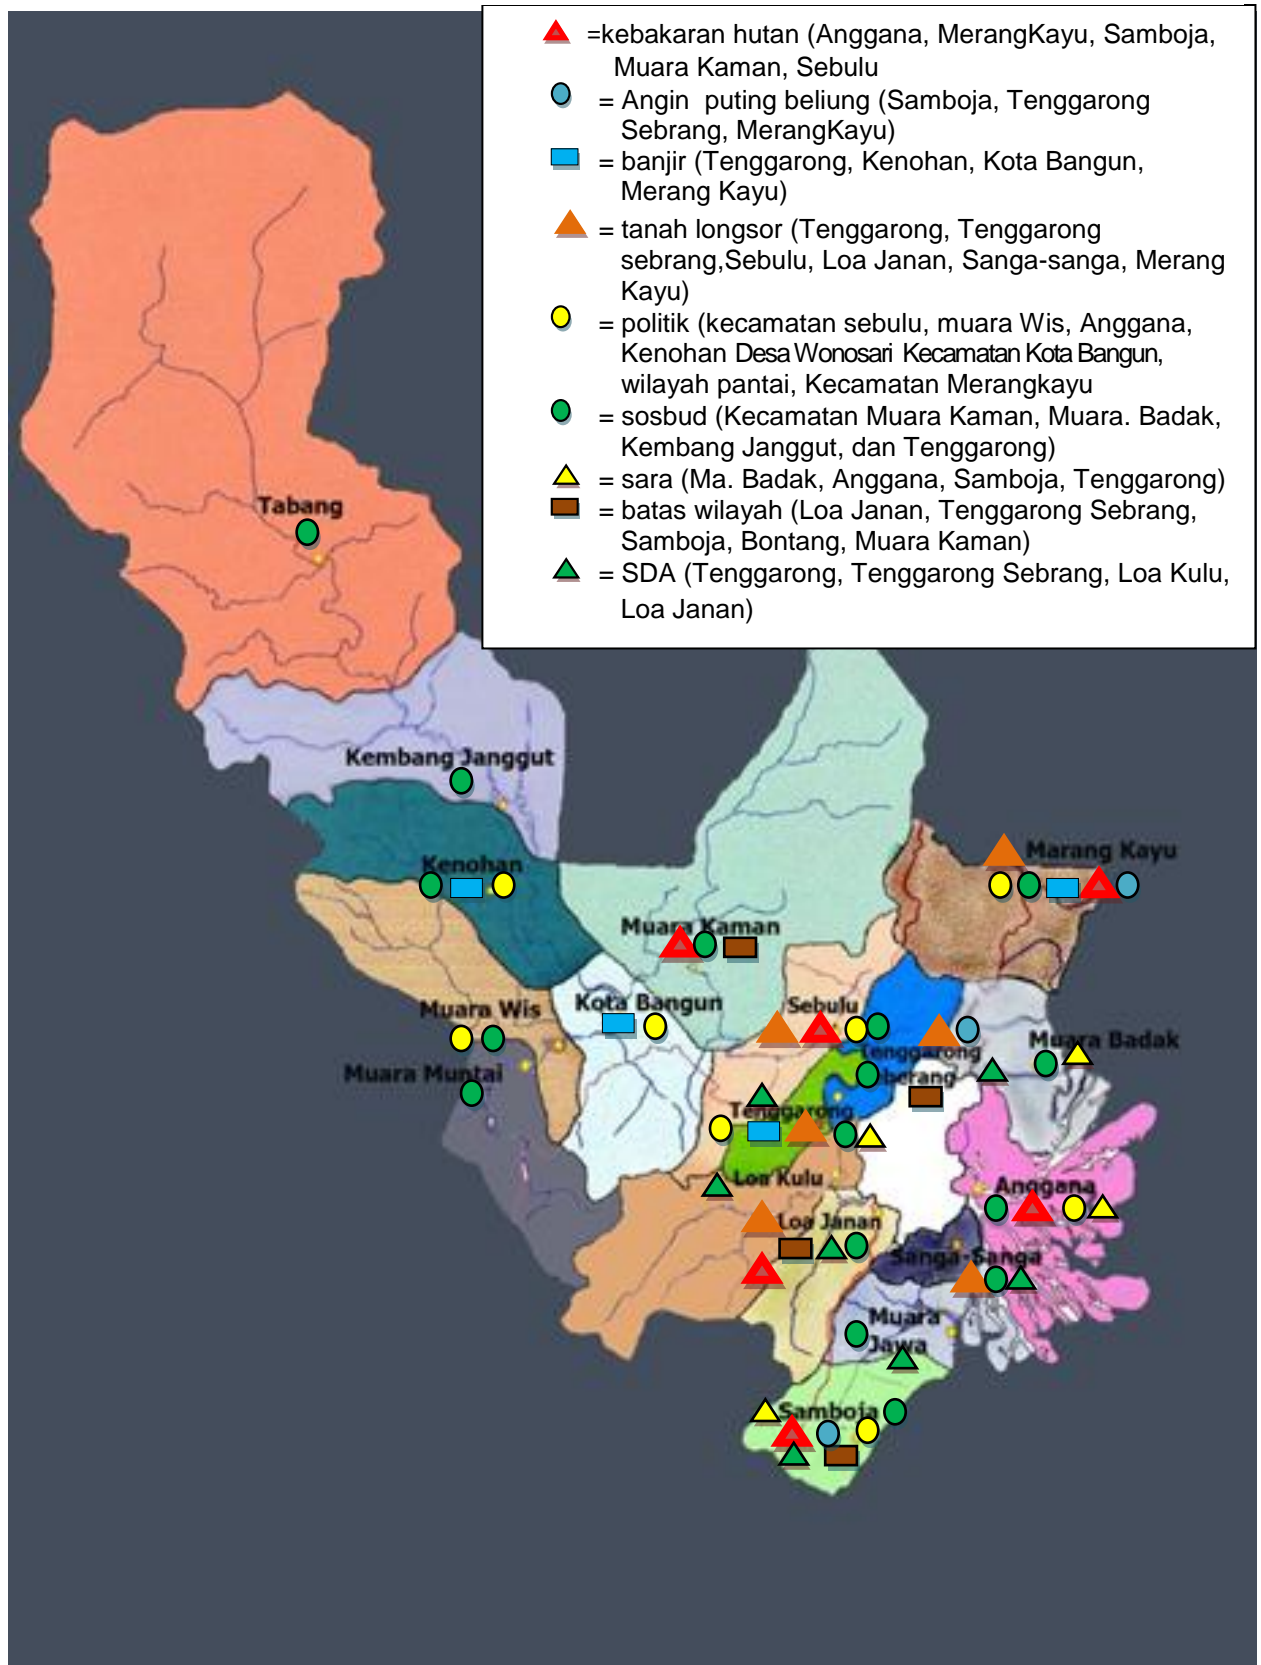 =kebakaran hutan (Anggana, MerangKayu, Samboja,
Muara Kaman, Sebulu
= Angin puting beliung (Samboja, Tenggarong
Sebrang, MerangKayu)
= banjir (Tenggarong, Kenohan, Kota Bangun,
Merang Kayu)
= tanah longsor (Tenggarong, Tenggarong
sebrang,Sebulu, Loa Janan, Sanga-sanga, Merang
Kayu)
= politik (kecamatan sebulu, muara Wis, Anggana,
Kenohan Desa Wonosari Kecamatan Kota Bangun,
wilayah pantai, Kecamatan Merangkayu
= sosbud (Kecamatan Muara Kaman, Muara. Badak,
Kembang Janggut, dan Tenggarong)
= sara (Ma. Badak, Anggana, Samboja, Tenggarong)
= batas wilayah (Loa Janan, Tenggarong Sebrang,
Samboja, Bontang, Muara Kaman)
= SDA (Tenggarong, Tenggarong Sebrang, Loa Kulu,
Loa Janan)
Tabang
Kembang Janggut
Marang Kayu
Kenohan
Muara Kaman
Muara Wis
Kota Bangun
Sebulu
Muara Badak
Tenggarong
Seberang
Muara Muntai
Tenggarong
Loa Kulu
Anggana
Loa Janan
Sanga-Sanga
Muara
Jawa
Samboja